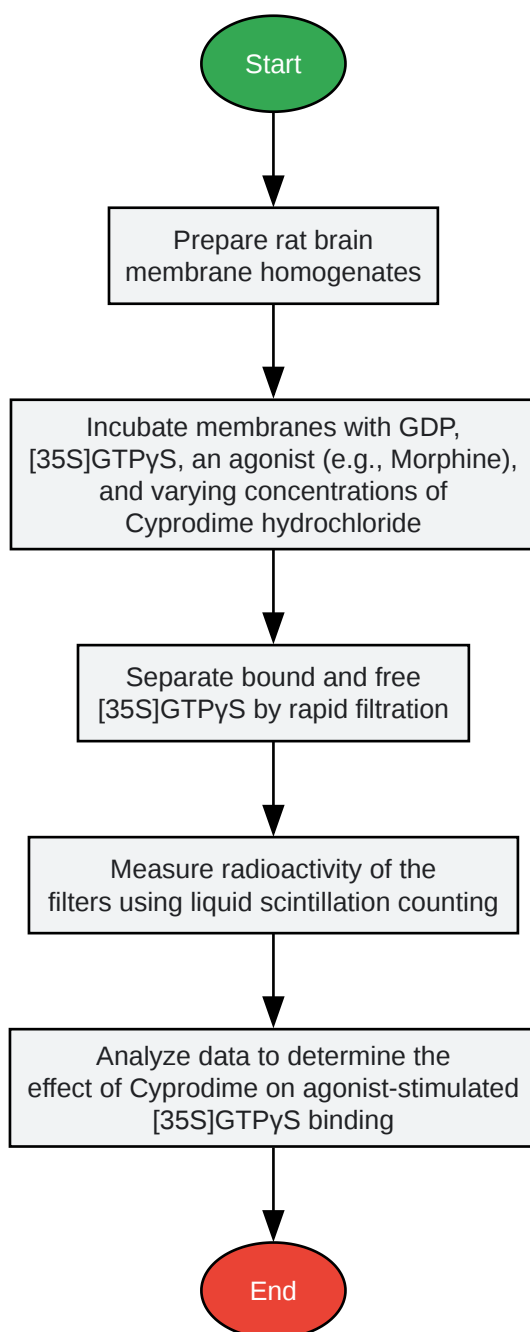 Start
Prepare rat brain
membrane homogenates
Incubate membranes with GDP,
[35S]GTPγS, an agonist (e.g., Morphine),
and varying concentrations of
Cyprodime hydrochloride
Separate bound and free
[35S]GTPγS by rapid filtration
Measure radioactivity of the
filters using liquid scintillation counting
Analyze data to determine the
effect of Cyprodime on agonist-stimulated
[35S]GTPγS binding
End